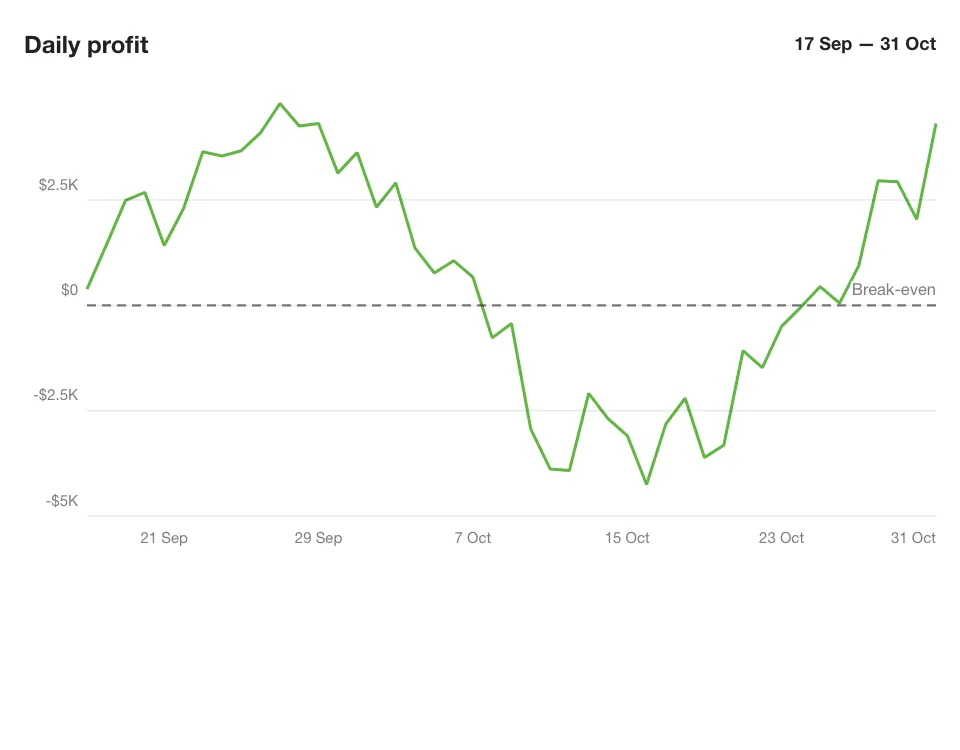 Daily profit
17 Sep — 31 Oct
$2.5K
$0
Break-even
-$2.5K
-$5K
21 Sep
29 Sep
7 Oct
15 Oct
23 Oct
31 Oct